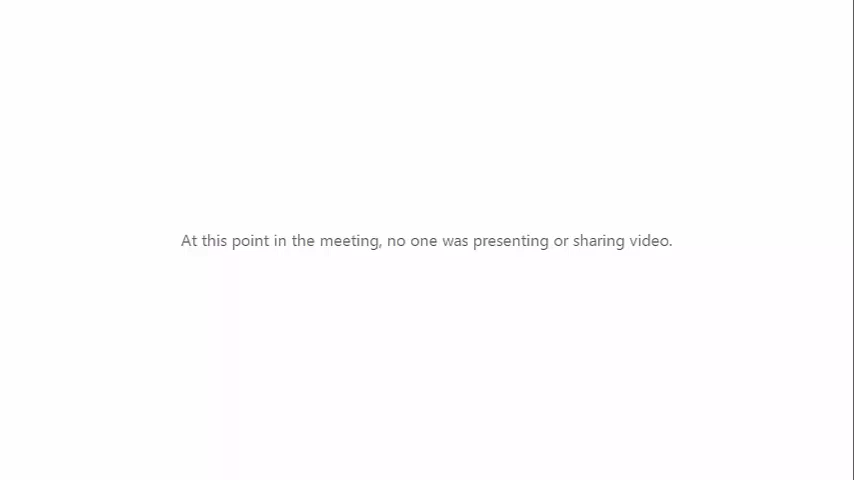 At this point in the meeting, no one was presenting or sharing video.